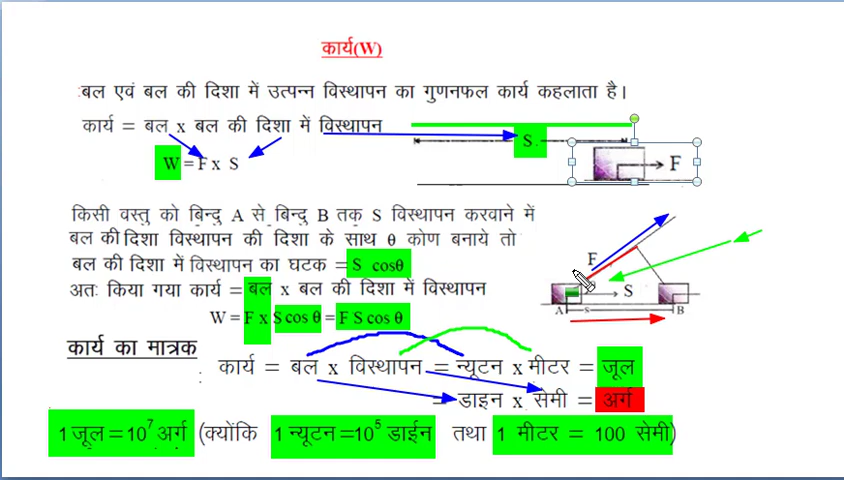 कार्य(W)
:बल एवं बल की दिशा में उत्पन्न विस्थापन का गुणनफल कार्य कहलाता है।
कार्य = बल x बल की दिशा में विस्थापन
S
W = F x S
F
किसी वस्तु को बिन्दु A से बिन्दु B तक S विस्थापन करवाने में
बल की दिशा विस्थापन की दिशा के साथ θ कोण बनाये तो
बल की दिशा में विस्थापन का घटक = S cosθ
F
S
A S B
अतः किया गया कार्य = बल x बल की दिशा में विस्थापन
W = F x S cos θ = F S cos θ
कार्य का मात्रक
: कार्य = बल x विस्थापन = न्यूटन x मीटर = जूल
= डाइन x सेमी = अर्ग
1 जूल=10⁷ अर्ग (क्योंकि 1 न्यूटन=10⁵ डाईन तथा 1 मीटर = 100 सेमी)